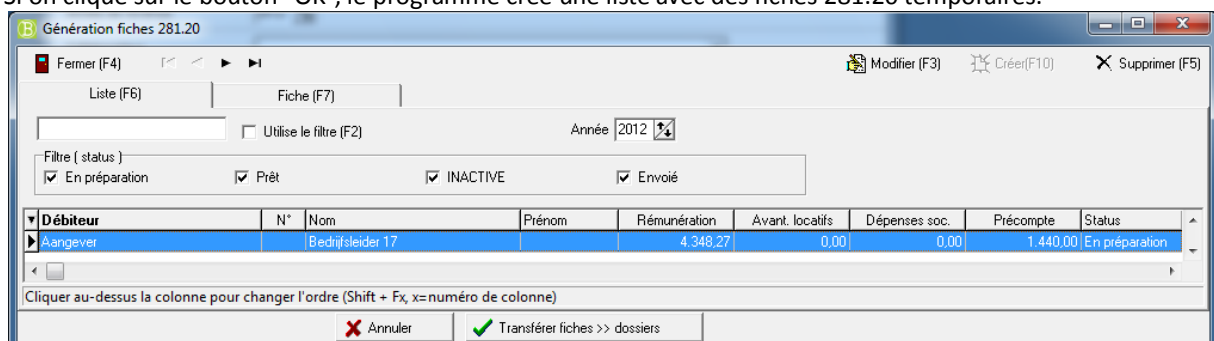 Si on clique sur le bouton "OK", le programme crée une liste avec des fiches 281.20 temporaires.
Génération fiches 281.20
Fermer (F4) Modifier (F3) Créer(F10) Supprimer (F5)
Liste (F6) Fiche (F7)
Utilise le filtre (F2) Année 2012
Filtre ( status )
En préparation Prêt INACTIVE Envoié
Débiteur N° Nom Prénom Rémunération Avant. locatifs Dépenses soc. Précompte Status
Aangever Bedrijfsleider 17 4.348,27 0,00 0,00 1.440,00 En préparation
Cliquer au-dessus la colonne pour changer l'ordre (Shift + Fx, x=numéro de colonne)
Annuler Transférer fiches >> dossiers